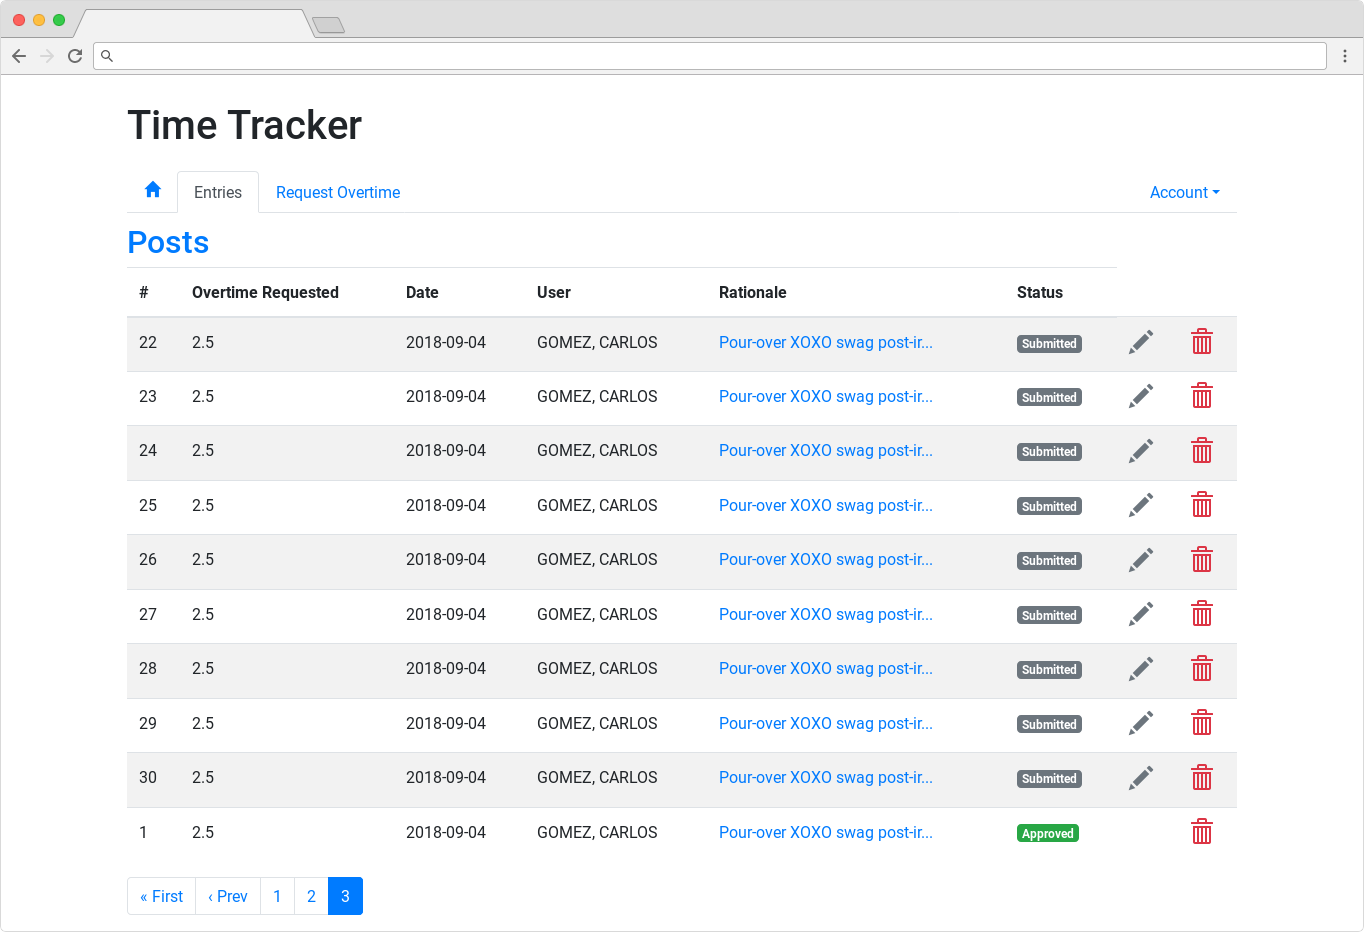 Time Tracker
Entries Request Overtime Account
Posts
# Overtime Requested Date User Rationale Status
22 2.5 2018-09-04 GOMEZ, CARLOS Pour-over XOXO swag post-ir... Submitted
23 2.5 2018-09-04 GOMEZ, CARLOS Pour-over XOXO swag post-ir... Submitted
24 2.5 2018-09-04 GOMEZ, CARLOS Pour-over XOXO swag post-ir... Submitted
25 2.5 2018-09-04 GOMEZ, CARLOS Pour-over XOXO swag post-ir... Submitted
26 2.5 2018-09-04 GOMEZ, CARLOS Pour-over XOXO swag post-ir... Submitted
27 2.5 2018-09-04 GOMEZ, CARLOS Pour-over XOXO swag post-ir... Submitted
28 2.5 2018-09-04 GOMEZ, CARLOS Pour-over XOXO swag post-ir... Submitted
29 2.5 2018-09-04 GOMEZ, CARLOS Pour-over XOXO swag post-ir... Submitted
30 2.5 2018-09-04 GOMEZ, CARLOS Pour-over XOXO swag post-ir... Submitted
1 2.5 2018-09-04 GOMEZ, CARLOS Pour-over XOXO swag post-ir... Approved
« First ‹ Prev 1 2 3